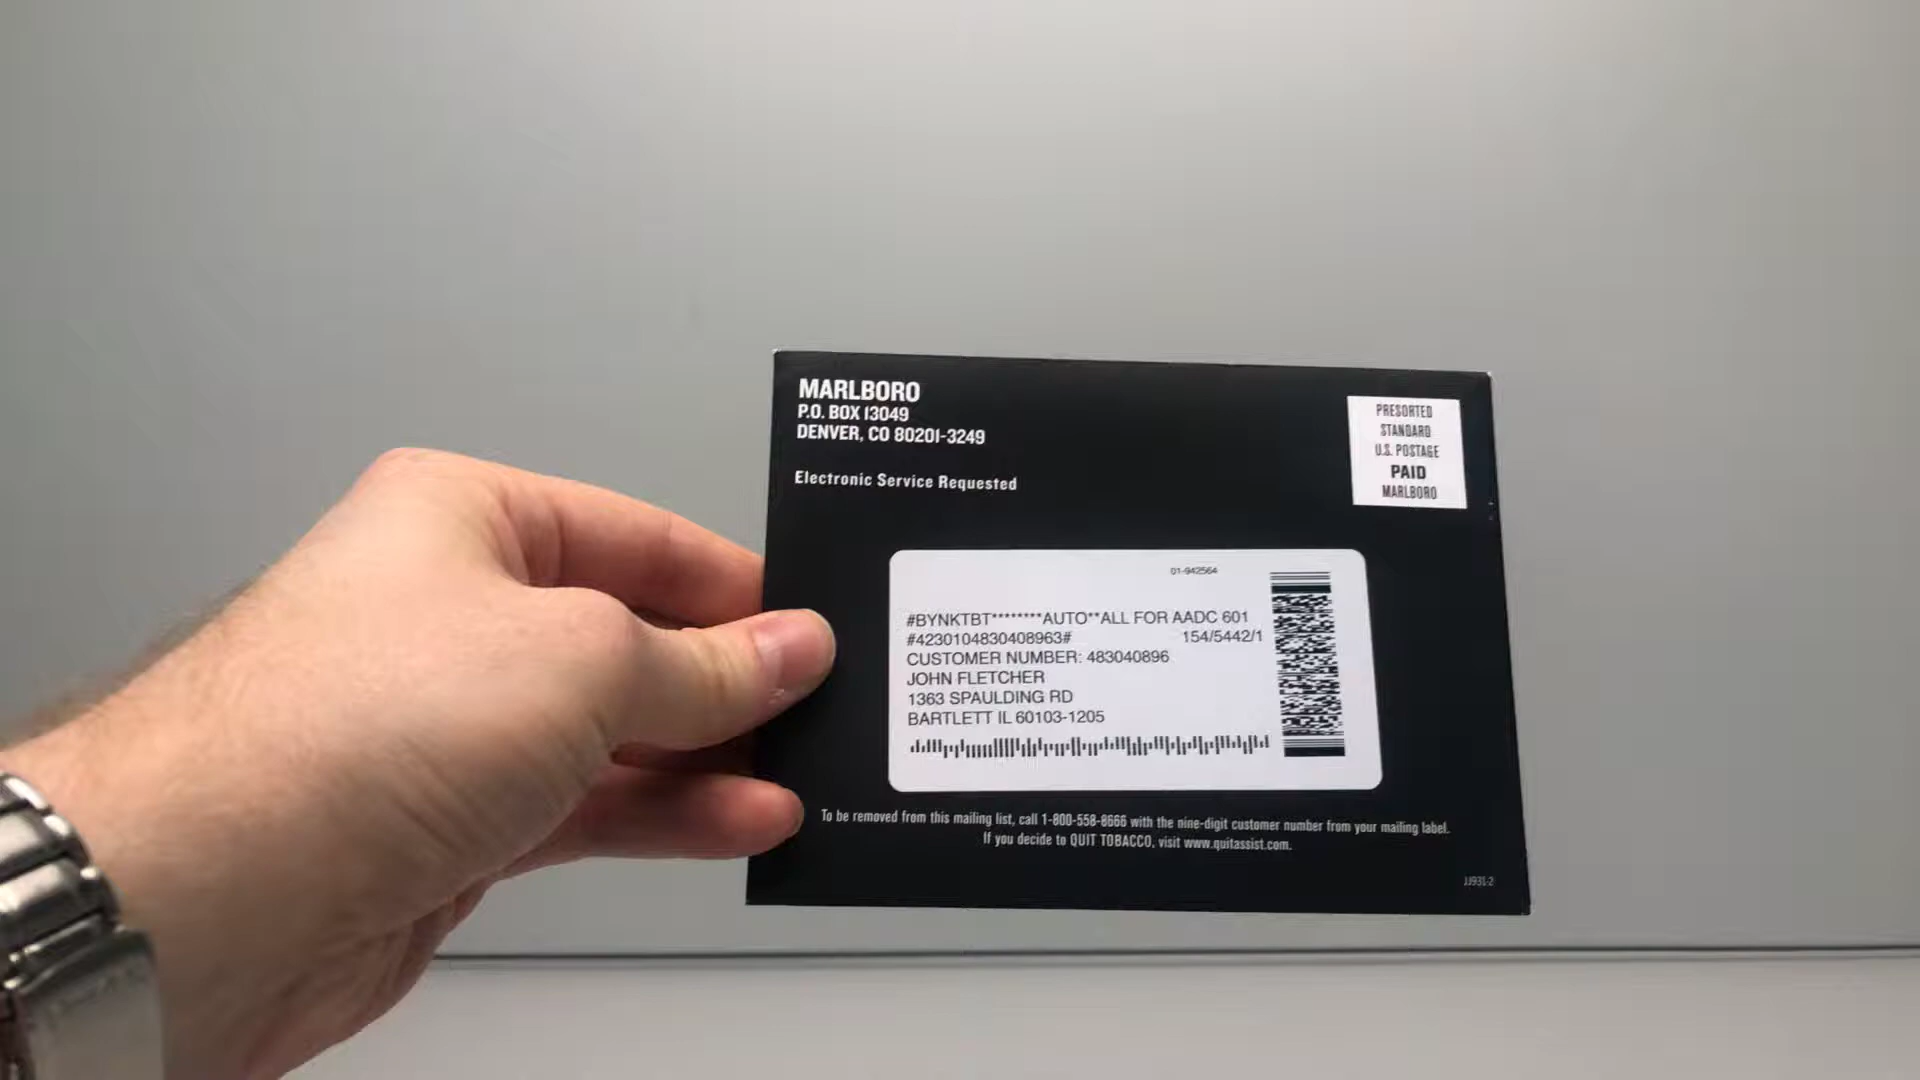 MARLBORO
P.O. BOX 13049
DENVER, CO 80201-3249
Electronic Service Requested
PRESORTED
STANDARD
U.S. POSTAGE
PAID
MARLBORO
01-942564
#BYNKTBT********AUTO**ALL FOR AADC 601
#4230104830408963# 154/5442/1
CUSTOMER NUMBER: 483040896
JOHN FLETCHER
1363 SPAULDING RD
BARTLETT IL 60103-1205
To be removed from this mailing list, call 1-800-558-8666 with the nine-digit customer number from your mailing label.
If you decide to QUIT TOBACCO, visit www.quitassist.com.
JJ931-2